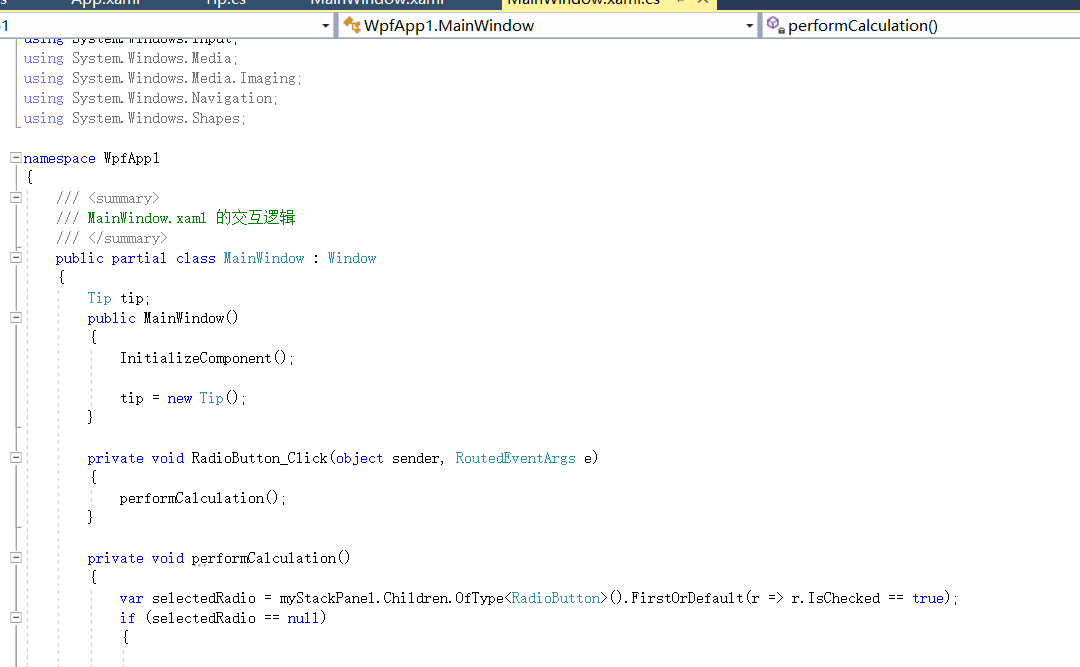 App.xaml Tip.cs MainWindow.xaml MainWindow.xaml.cs
1 WpfApp1.MainWindow performCalculation()
using System.Windows.Input;
using System.Windows.Media;
using System.Windows.Media.Imaging;
using System.Windows.Navigation;
using System.Windows.Shapes;
namespace WpfApp1
{
/// <summary>
/// MainWindow.xaml 的交互逻辑
/// </summary>
public partial class MainWindow : Window
{
Tip tip;
public MainWindow()
{
InitializeComponent();
tip = new Tip();
}
private void RadioButton_Click(object sender, RoutedEventArgs e)
{
performCalculation();
}
private void performCalculation()
{
var selectedRadio = myStackPanel.Children.OfType<RadioButton>().FirstOrDefault(r => r.IsChecked == true);
if (selectedRadio == null)
{